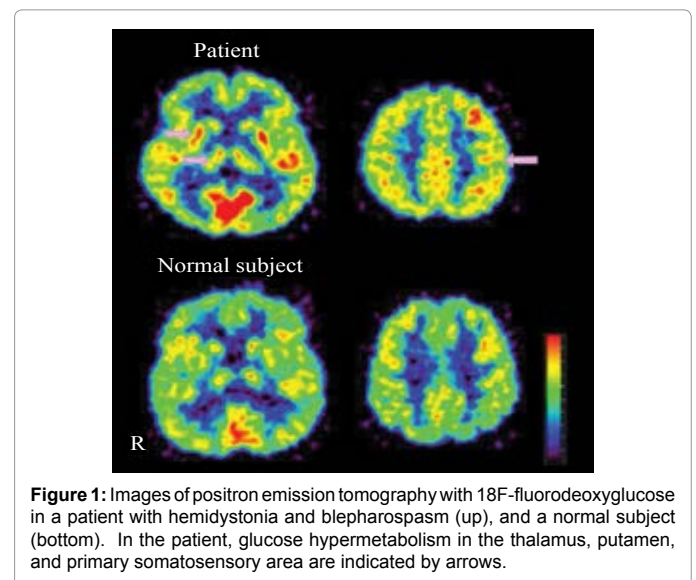 Patient
Normal subject
R
Figure 1: Images of positron emission tomography with 18F-fluorodeoxyglucose
in a patient with hemidystonia and blepharospasm (up), and a normal subject
(bottom). In the patient, glucose hypermetabolism in the thalamus, putamen,
and primary somatosensory area are indicated by arrows.